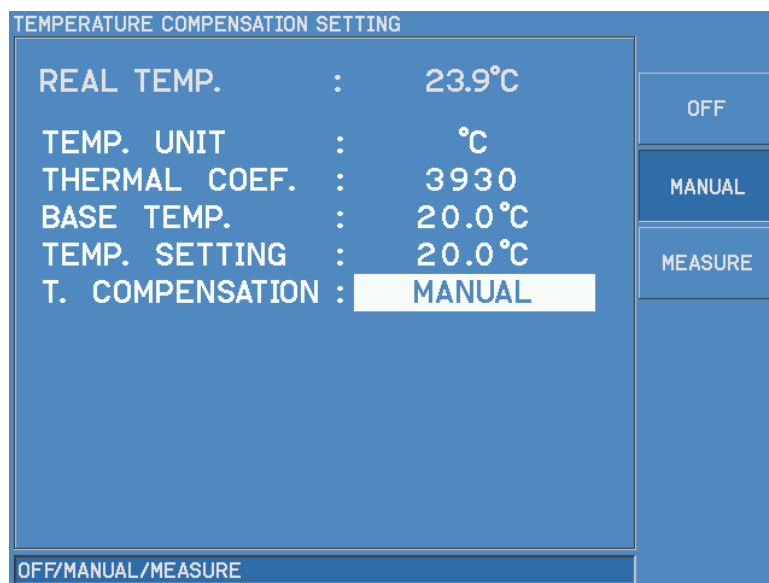 TEMPERATURE COMPENSATION SETTING
REAL TEMP. : 23.9°C
TEMP. UNIT : °C
THERMAL COEF. : 3930
BASE TEMP. : 20.0°C
TEMP. SETTING : 20.0°C
T. COMPENSATION : MANUAL
OFF
MANUAL
MEASURE
OFF/MANUAL/MEASURE